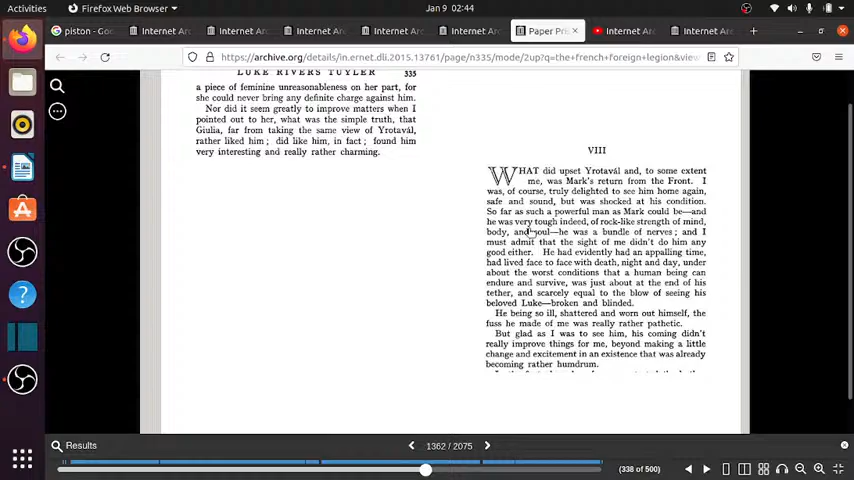 Activities
Firefox Web Browser
Jan 9 02:44
piston - Goo
Internet Ar
Internet Ar
Internet Ar
Internet Ar
Internet Ar
Paper Pris
Internet Ar
Internet Ar
https://archive.org/details/in.ernet.dli.2015.13761/page/n335/mode/2up?q=the french foreign legion&view
LUKE RIVERS TUYLER 335
a piece of feminine unreasonableness on her part, for
she could never bring any definite charge against him.
Nor did it seem greatly to improve matters when I
pointed out to her, what was the simple truth, that
Giulia, far from taking the same view of Yrotavál,
rather liked him ; did like him, in fact ; found him
very interesting and really rather charming.
VIII
WHAT did upset Yrotavál and, to some extent
me, was Mark's return from the Front. I
was, of course, truly delighted to see him home again,
safe and sound, but was shocked at his condition.
So far as such a powerful man as Mark could be—and
he was very tough indeed, of rock-like strength of mind,
body, and soul—he was a bundle of nerves ; and I
must admit that the sight of me didn't do him any
good either. He had evidently had an appalling time,
had lived face to face with death, night and day, under
about the worst conditions that a human being can
endure and survive, was just about at the end of his
tether, and scarcely equal to the blow of seeing his
beloved Luke—broken and blinded.
He being so ill, shattered and worn out himself, the
fuss he made of me was really rather pathetic.
But glad as I was to see him, his coming didn't
really improve things for me, beyond making a little
change and excitement in an existence that was already
becoming rather humdrum.
Results
1362 / 2075
(338 of 500)